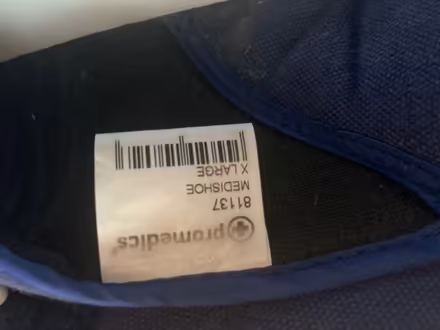 promedics
81137
MEDISHOE
X LARGE